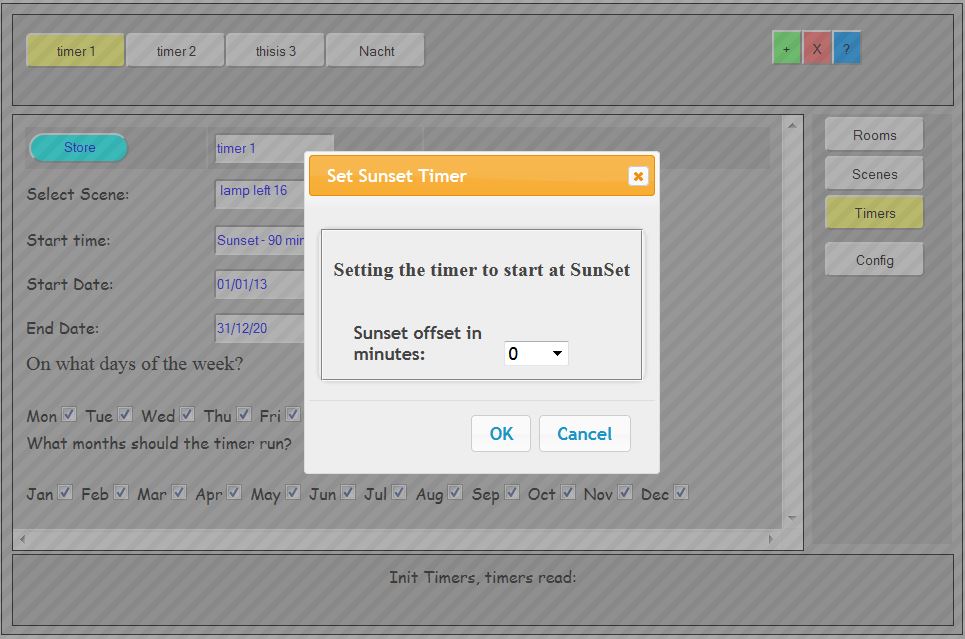 timer 1 timer 2 thisis 3 Nacht + X ?
Store timer 1
Select Scene: lamp left 16
Start time: Sunset - 90 min
Start Date: 01/01/13
End Date: 31/12/20
On what days of the week?
Mon Tue Wed Thu Fri
What months should the timer run?
Jan Feb Mar Apr May Jun Jul Aug Sep Oct Nov Dec
Set Sunset Timer
Setting the timer to start at SunSet
Sunset offset in
minutes: 0
OK Cancel
Rooms
Scenes
Timers
Config
Init Timers, timers read: